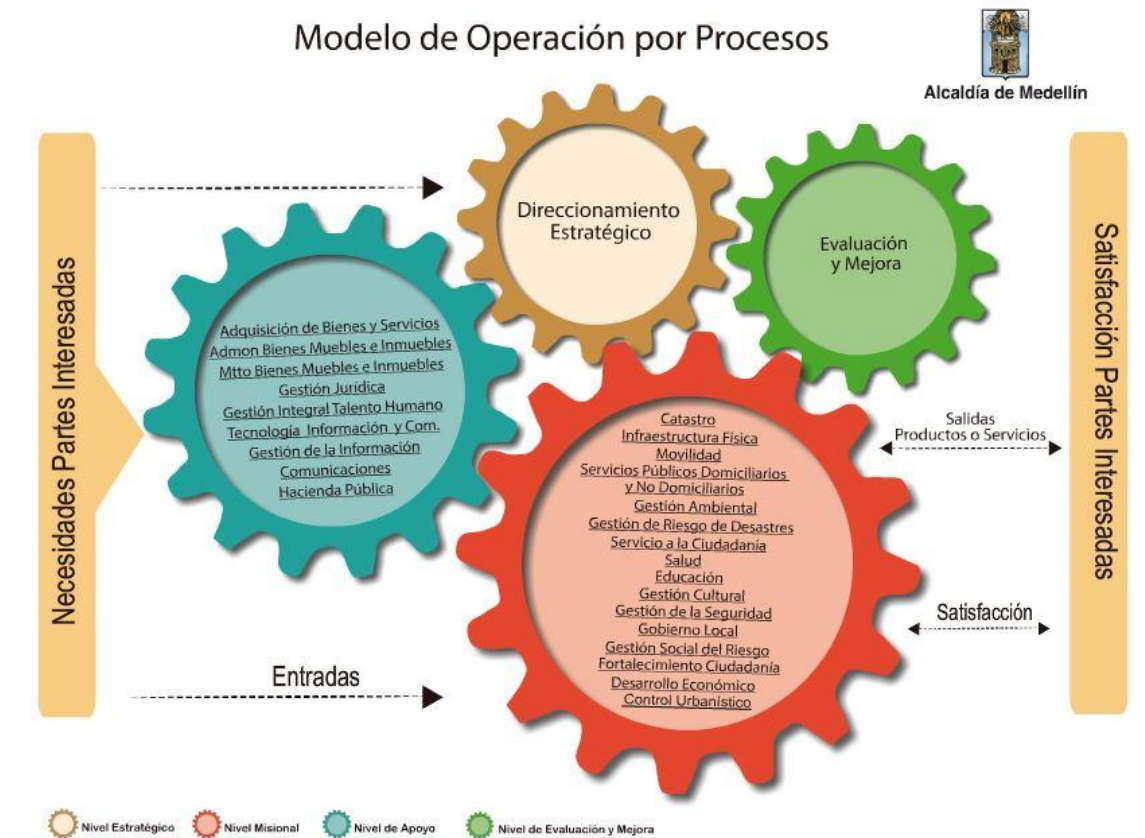 Modelo de Operación por Procesos
Alcaldía de Medellín
Necesidades Partes Interesadas
Direccionamiento
Estratégico
Evaluación
y Mejora
Adquisición de Bienes y Servicios
Admon Bienes Muebles e Inmuebles
Mtto Bienes Muebles e Inmuebles
Gestión Jurídica
Gestión Integral Talento Humano
Tecnología Información y Com.
Gestión de la Información
Comunicaciones
Hacienda Pública
Catastro
Infraestructura Física
Movilidad
Servicios Públicos Domiciliarios
y No Domiciliarios
Gestión Ambiental
Gestión de Riesgo de Desastres
Servicio a la Ciudadanía
Salud
Educación
Gestión Cultural
Gestión de la Seguridad
Gobierno Local
Gestión Social del Riesgo
Fortalecimiento Ciudadanía
Desarrollo Económico
Control Urbanístico
Salidas
Productos o Servicios
Satisfacción
Entradas
Satisfacción Partes Interesadas
Nivel Estratégico
Nivel Misional
Nivel de Apoyo
Nivel de Evaluación y Mejora